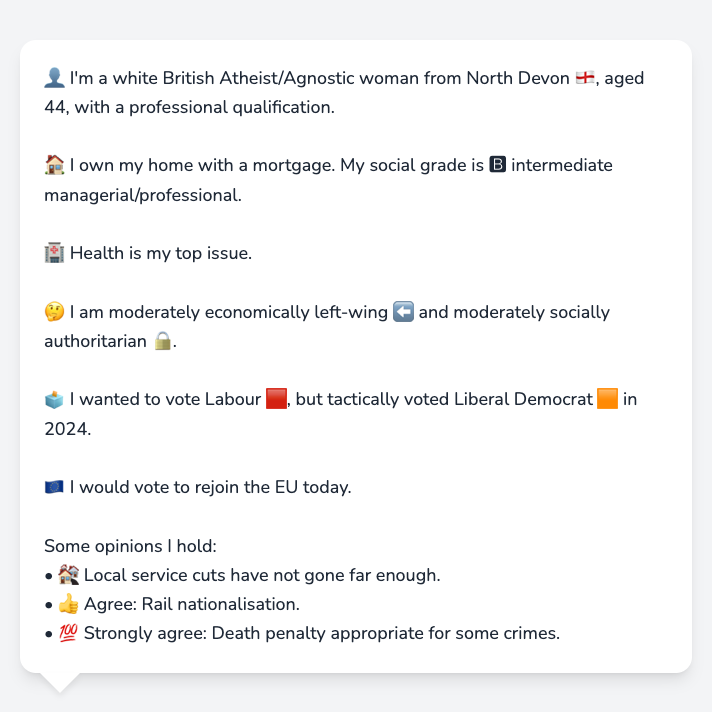 👤 I'm a white British Atheist/Agnostic woman from North Devon 🏴󠁧󠁢󠁥󠁮󠁧󠁿, aged
44, with a professional qualification.
🏠 I own my home with a mortgage. My social grade is 🅱 intermediate
managerial/professional.
🏥 Health is my top issue.
🤔 I am moderately economically left-wing ⬅️ and moderately socially
authoritarian 🔒.
🗳️ I wanted to vote Labour 🟥, but tactically voted Liberal Democrat 🟧 in
2024.
🇪🇺 I would vote to rejoin the EU today.
Some opinions I hold:
• 🏚️ Local service cuts have not gone far enough.
• 👍 Agree: Rail nationalisation.
• 💯 Strongly agree: Death penalty appropriate for some crimes.